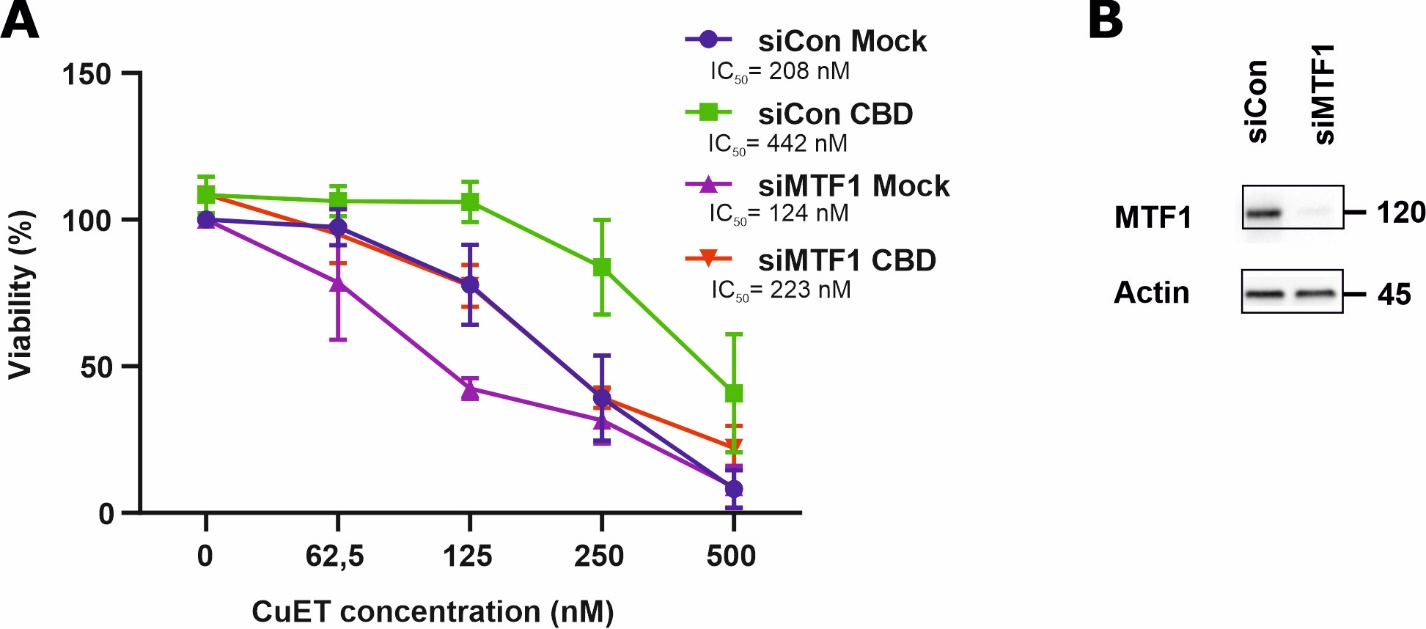 A
150
100
50
0
Viability (%)
0 62,5 125 250 500
CuET concentration (nM)
siCon Mock
IC50= 208 nM
siCon CBD
IC50= 442 nM
siMTF1 Mock
IC50= 124 nM
siMTF1 CBD
IC50= 223 nM
B
siCon
siMTF1
MTF1 120
Actin 45